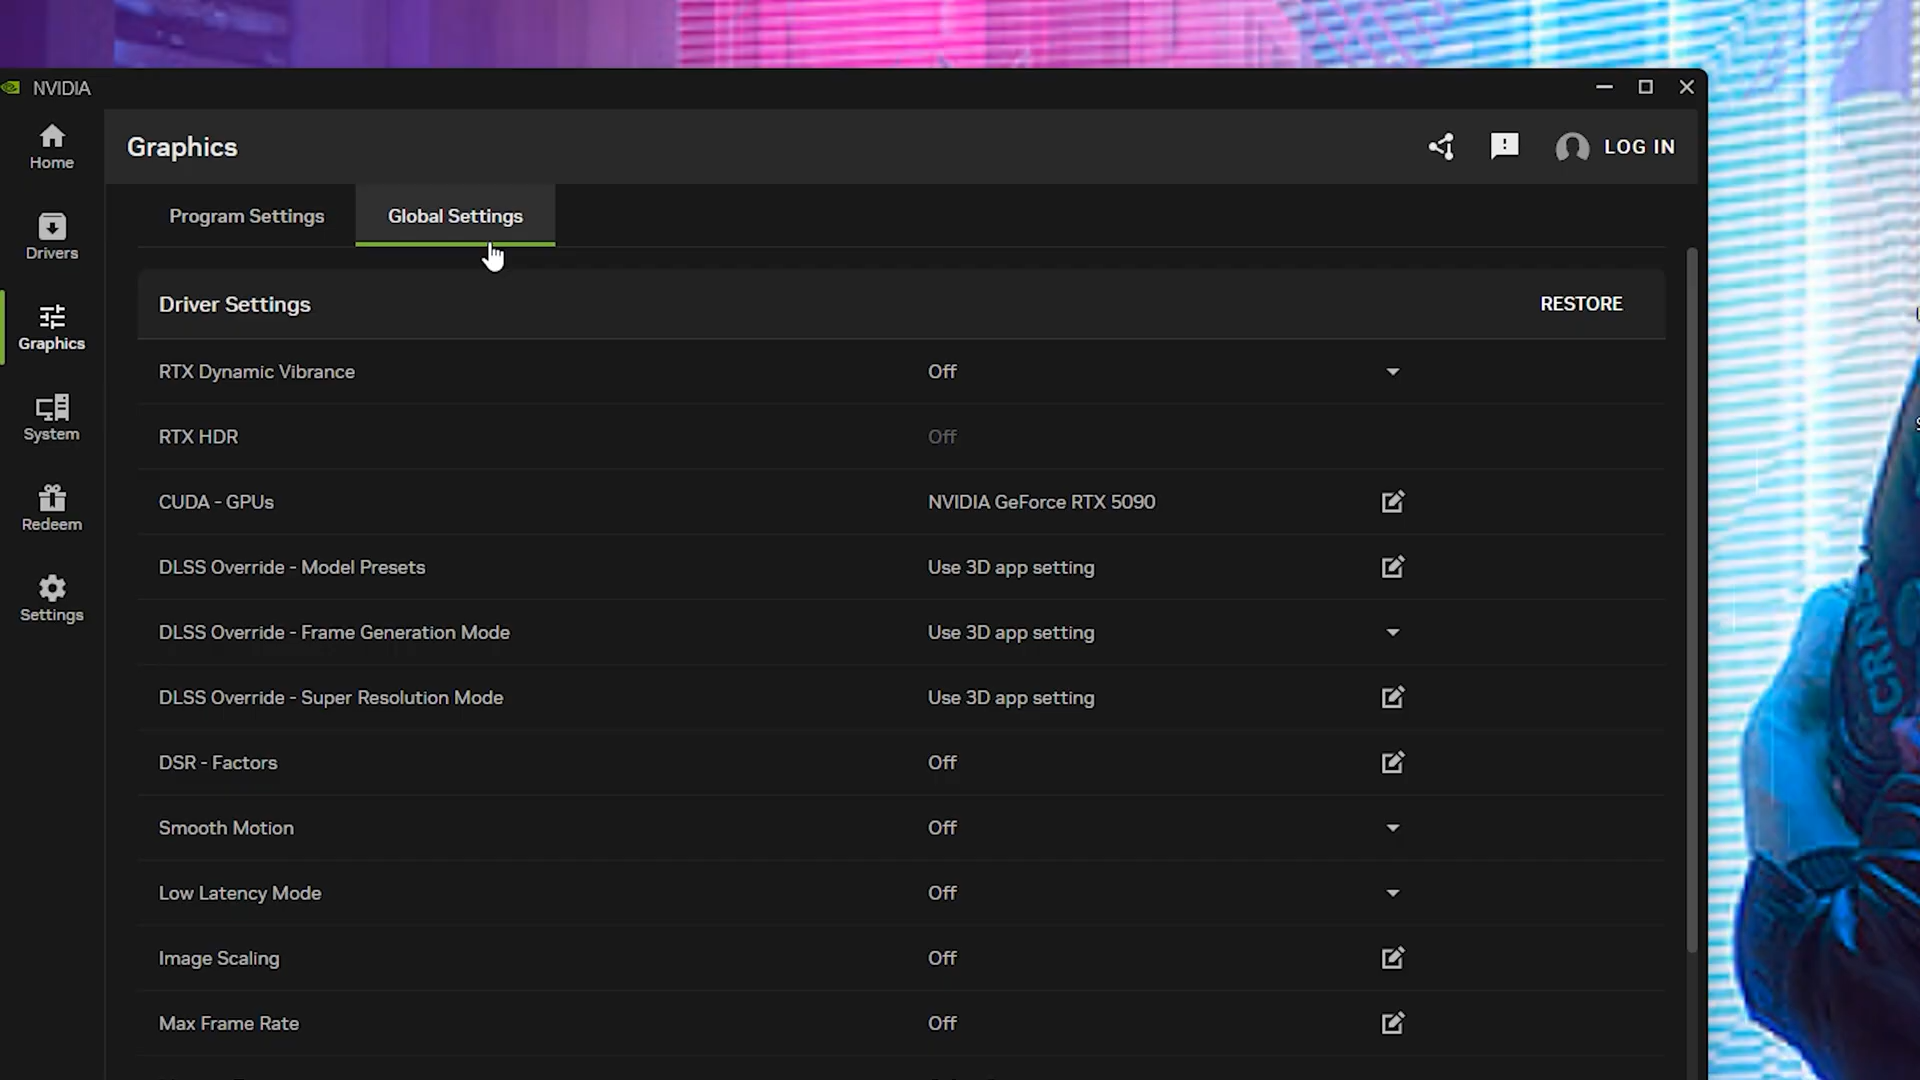 NVIDIA
Home
Drivers
Graphics
System
Redeem
Settings
Graphics
LOG IN
Program Settings
Global Settings
Driver Settings
RESTORE
RTX Dynamic Vibrance Off
RTX HDR Off
CUDA - GPUs NVIDIA GeForce RTX 5090
DLSS Override - Model Presets Use 3D app setting
DLSS Override - Frame Generation Mode Use 3D app setting
DLSS Override - Super Resolution Mode Use 3D app setting
DSR - Factors Off
Smooth Motion Off
Low Latency Mode Off
Image Scaling Off
Max Frame Rate Off